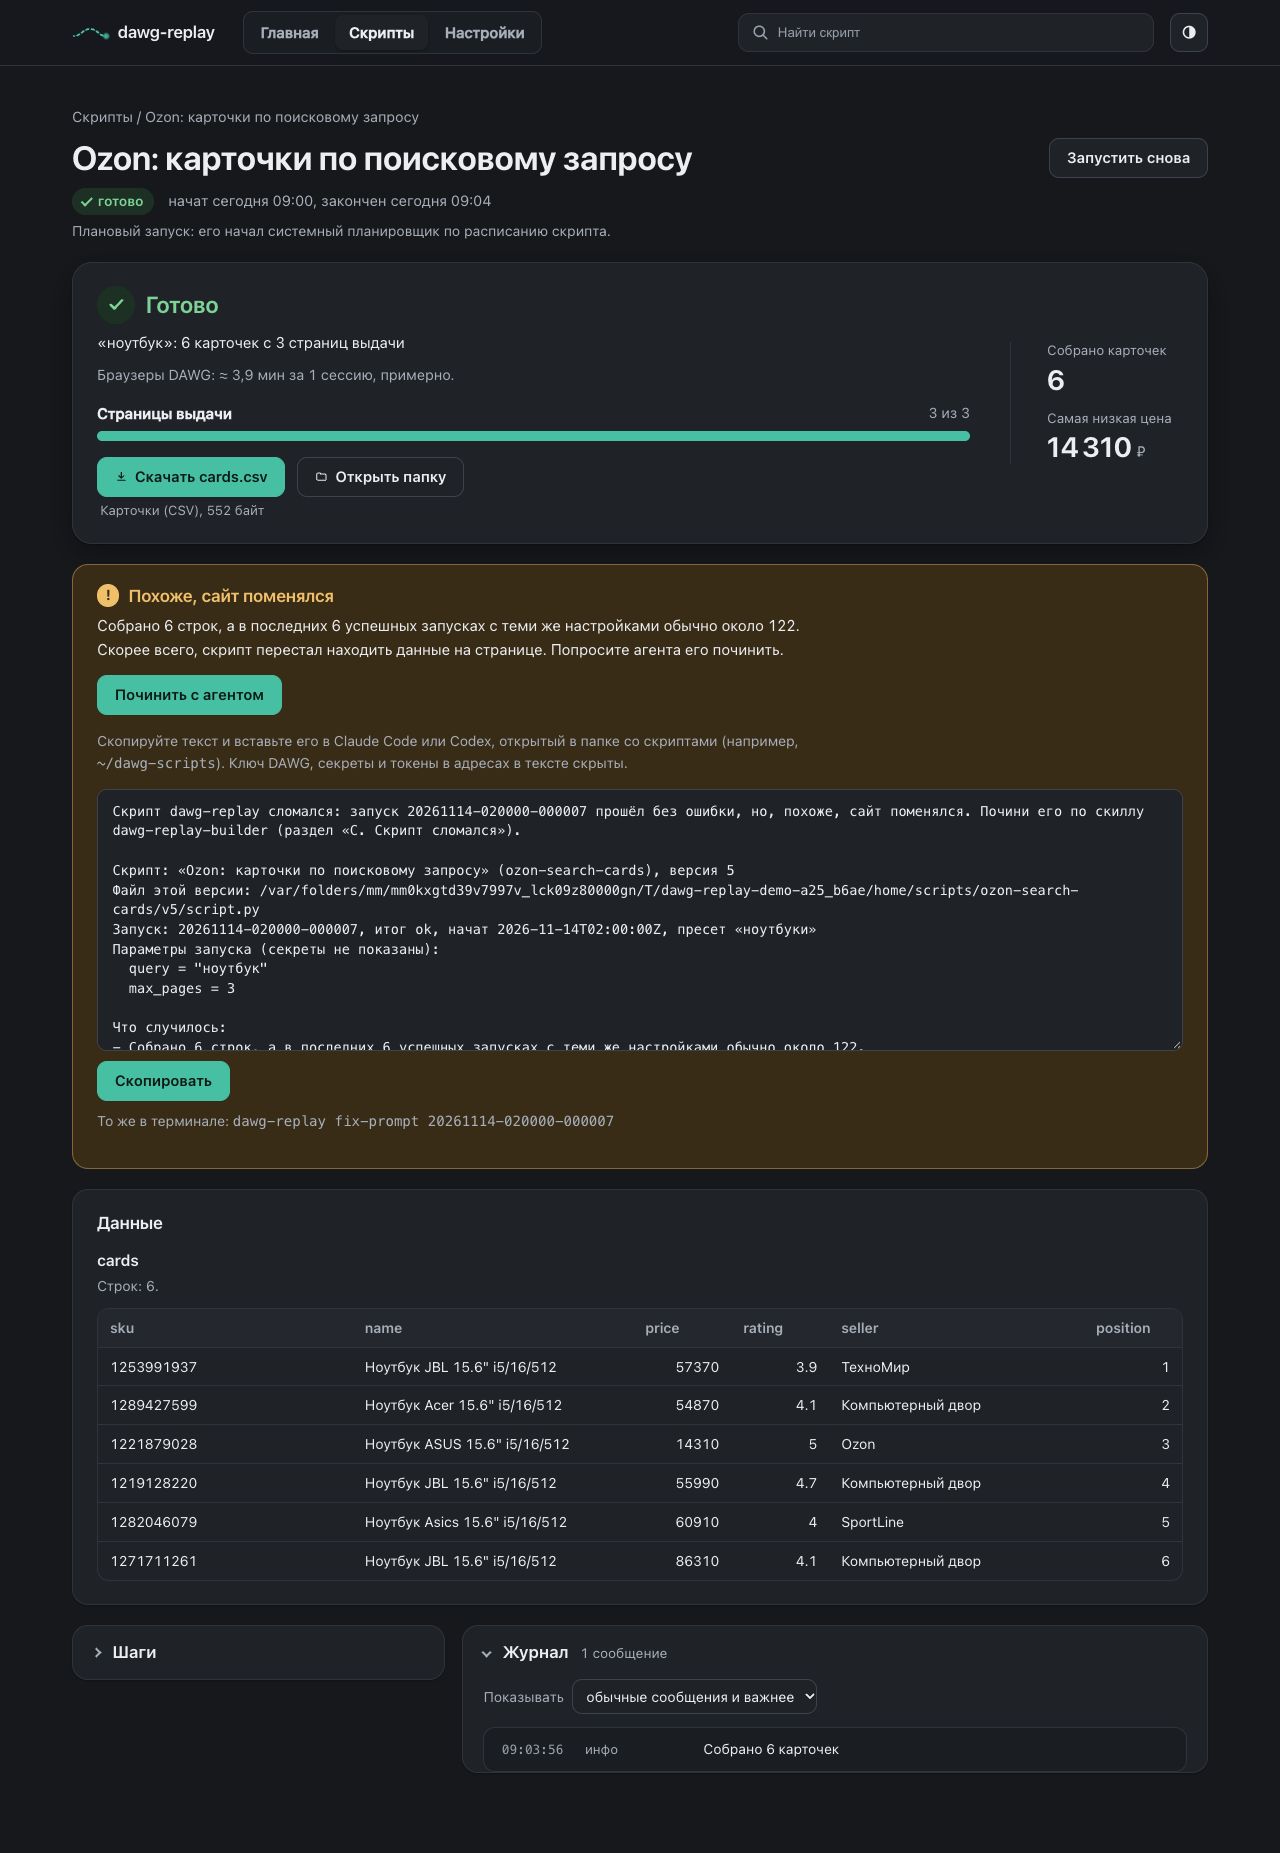 dawg-replay
Главная
Скрипты
Настройки
Найти скрипт
Скрипты / Ozon: карточки по поисковому запросу
Ozon: карточки по поисковому запросу
Запустить снова
готово
начат сегодня 09:00, закончен сегодня 09:04
Плановый запуск: его начал системный планировщик по расписанию скрипта.
Готово
«ноутбук»: 6 карточек с 3 страниц выдачи
Браузеры DAWG: ≈ 3,9 мин за 1 сессию, примерно.
Страницы выдачи
3 из 3
Скачать cards.csv
Открыть папку
Карточки (CSV), 552 байт
Собрано карточек
6
Самая низкая цена
14 310 ₽
Похоже, сайт поменялся
Собрано 6 строк, а в последних 6 успешных запусках с теми же настройками обычно около 122.
Скорее всего, скрипт перестал находить данные на странице. Попросите агента его починить.
Починить с агентом
Скопируйте текст и вставьте его в Claude Code или Codex, открытый в папке со скриптами (например,
~/dawg-scripts). Ключ DAWG, секреты и токены в адресах в тексте скрыты.
Скрипт dawg-replay сломался: запуск 20261114-020000-000007 прошёл без ошибки, но, похоже, сайт поменялся. Почини его по скиллу
dawg-replay-builder (раздел «C. Скрипт сломался»).
Скрипт: «Ozon: карточки по поисковому запросу» (ozon-search-cards), версия 5
Файл этой версии: /var/folders/mm/mm0kxgtd39v7997v_lck09z80000gn/T/dawg-replay-demo-a25_b6ae/home/scripts/ozon-search-
cards/v5/script.py
Запуск: 20261114-020000-000007, итог ok, начат 2026-11-14T02:00:00Z, пресет «ноутбуки»
Параметры запуска (секреты не показаны):
query = "ноутбук"
max_pages = 3
Что случилось:
- Собрано 6 строк, а в последних 6 успешных запусках с теми же настройками обычно около 122.
Скопировать
То же в терминале: dawg-replay fix-prompt 20261114-020000-000007
Данные
cards
Строк: 6.
sku name price rating seller position
1253991937 Ноутбук JBL 15.6" i5/16/512 57370 3.9 ТехноМир 1
1289427599 Ноутбук Acer 15.6" i5/16/512 54870 4.1 Компьютерный двор 2
1221879028 Ноутбук ASUS 15.6" i5/16/512 14310 5 Ozon 3
1219128220 Ноутбук JBL 15.6" i5/16/512 55990 4.7 Компьютерный двор 4
1282046079 Ноутбук Asics 15.6" i5/16/512 60910 4 SportLine 5
1271711261 Ноутбук JBL 15.6" i5/16/512 86310 4.1 Компьютерный двор 6
Шаги
Журнал 1 сообщение
Показывать обычные сообщения и важнее
09:03:56 инфо Собрано 6 карточек